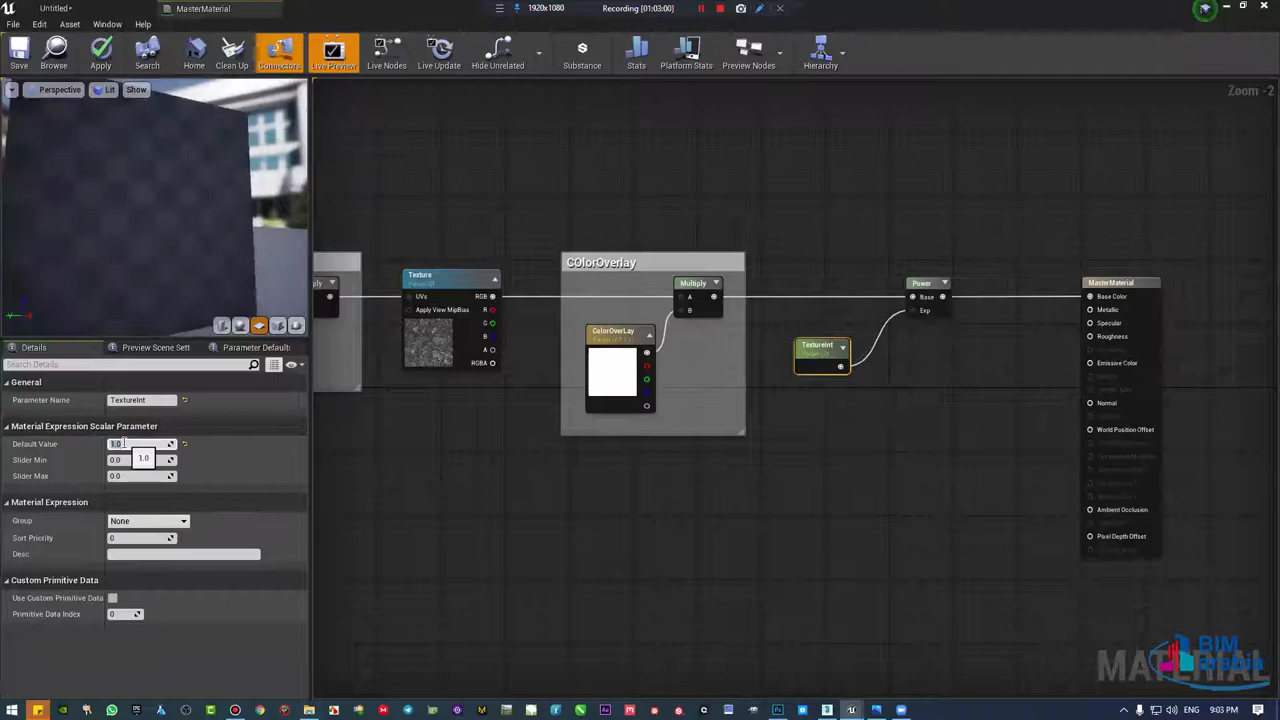 Untitled*
MasterMaterial
1920x1080
Recording (01:03:00)
File
Edit
Asset
Window
Help
Save
Browse
Apply
Search
Home
Clean Up
Connectors
Live Preview
Live Nodes
Live Update
Hide Unrelated
Substance
Stats
Platform Stats
Preview Nodes
Hierarchy
Perspective
Lit
Show
Zoom -2
Texture
UVs
RGB
Apply View MipBias
R
G
B
A
RGBA
COlorOverlay
Multiply
A
B
ColorOverLay
TextureInt
Power
Base
Exp
MasterMaterial
Base Color
Metallic
Specular
Roughness
Emissive Color
Normal
World Position Offset
Ambient Occlusion
Pixel Depth Offset
Details
Preview Scene Sett
Parameter Default
Search Details
General
Parameter Name
TextureInt
Material Expression Scalar Parameter
Default Value
1.0
1.0
Slider Min
0.0
Slider Max
0.0
Material Expression
Group
None
Sort Priority
0
Desc
Custom Primitive Data
Use Custom Primitive Data
Primitive Data Index
0
MATERIAL
BIM
arabia
9:03 PM